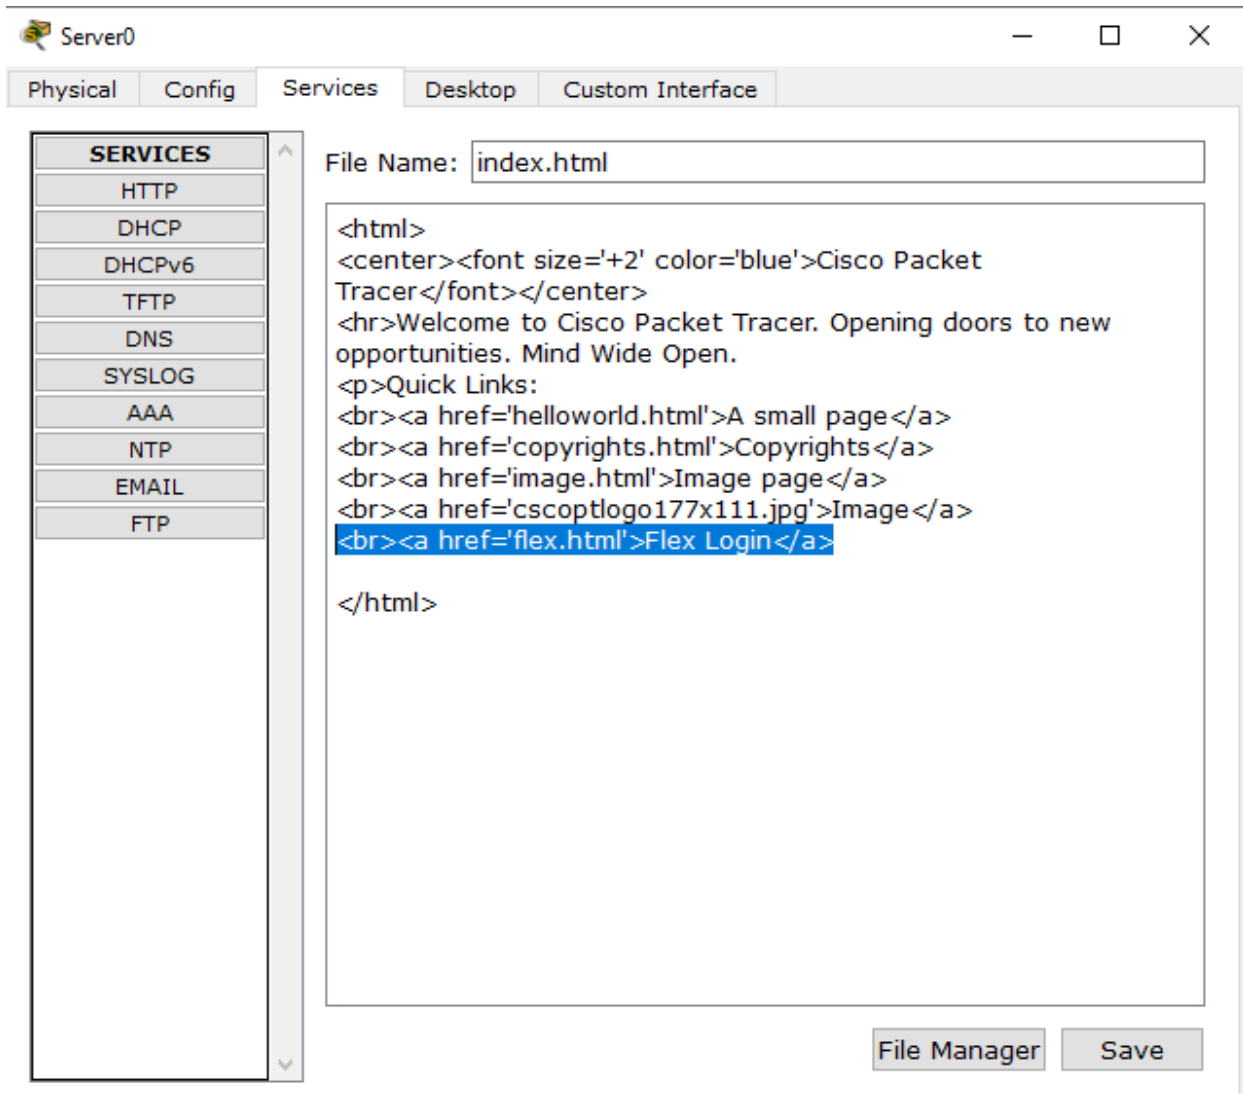 Server0
Physical Config Services Desktop Custom Interface
SERVICES
HTTP
DHCP
DHCPv6
TFTP
DNS
SYSLOG
AAA
NTP
EMAIL
FTP
File Name: index.html
<html>
<center><font size='+2' color='blue'>Cisco Packet
Tracer</font></center>
<hr>Welcome to Cisco Packet Tracer. Opening doors to new
opportunities. Mind Wide Open.
<p>Quick Links:
<br><a href='helloworld.html'>A small page</a>
<br><a href='copyrights.html'>Copyrights</a>
<br><a href='image.html'>Image page</a>
<br><a href='cscoptlogo177x111.jpg'>Image</a>
<br><a href='flex.html'>Flex Login</a>
</html>
File Manager Save